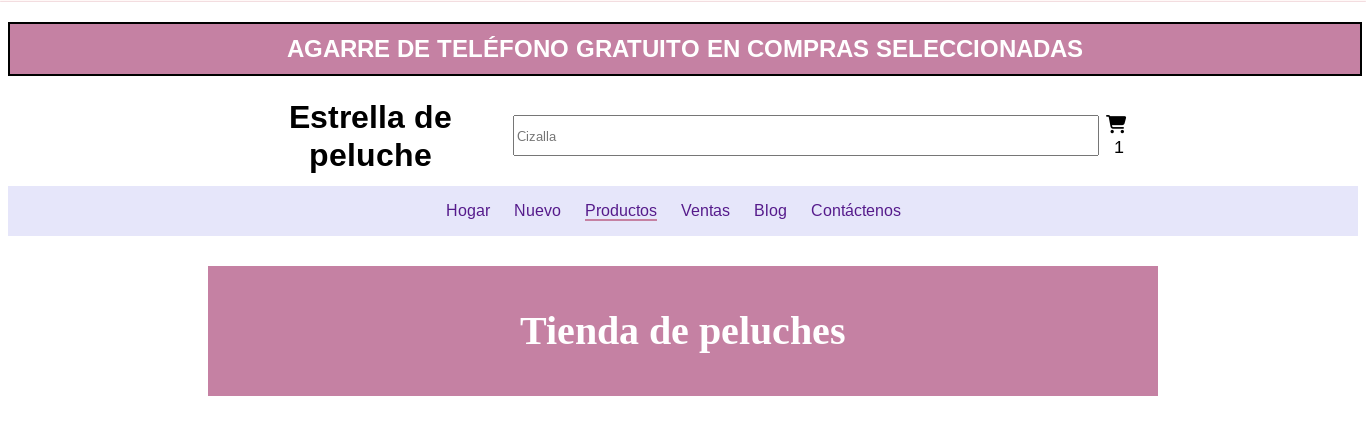 AGARRE DE TELÉFONO GRATUITO EN COMPRAS SELECCIONADAS
Estrella de
peluche
Cizalla
1
Hogar Nuevo Productos Ventas Blog Contáctenos
Tienda de peluches